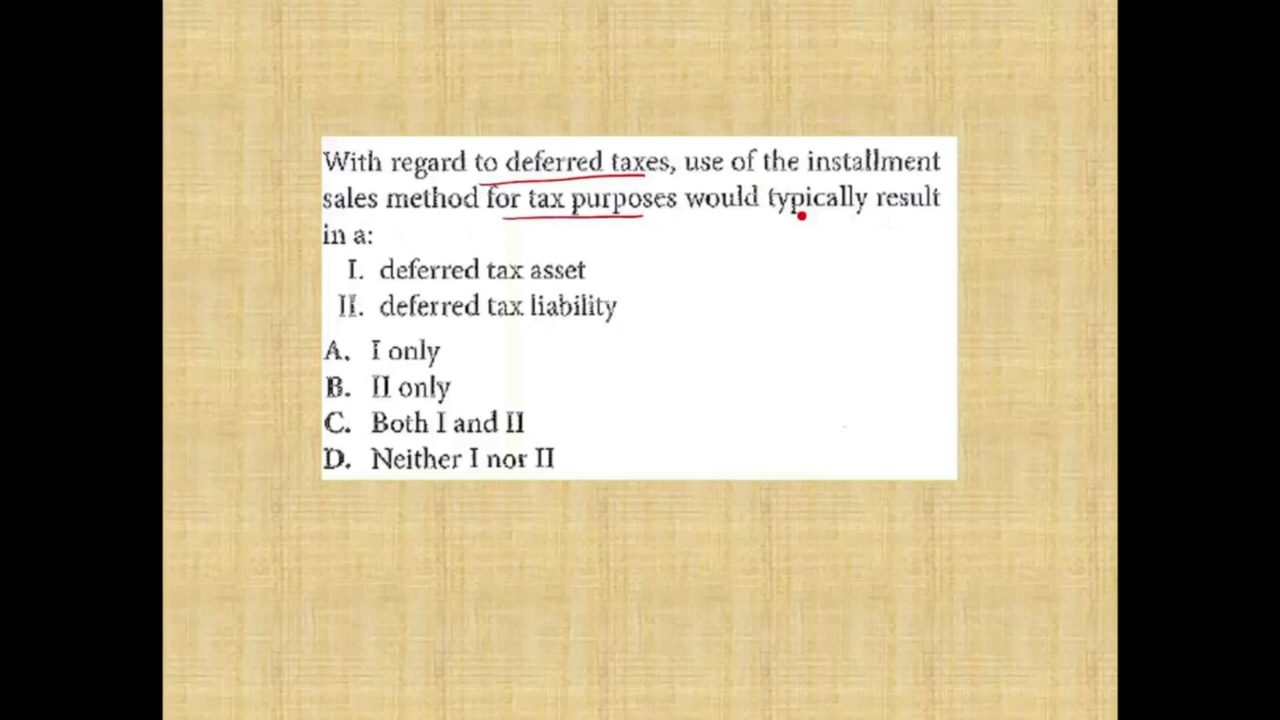 With regard to deferred taxes, use of the installment
sales method for tax purposes would typically result
in a:
I. deferred tax asset
II. deferred tax liability
A. I only
B. II only
C. Both I and II
D. Neither I nor II